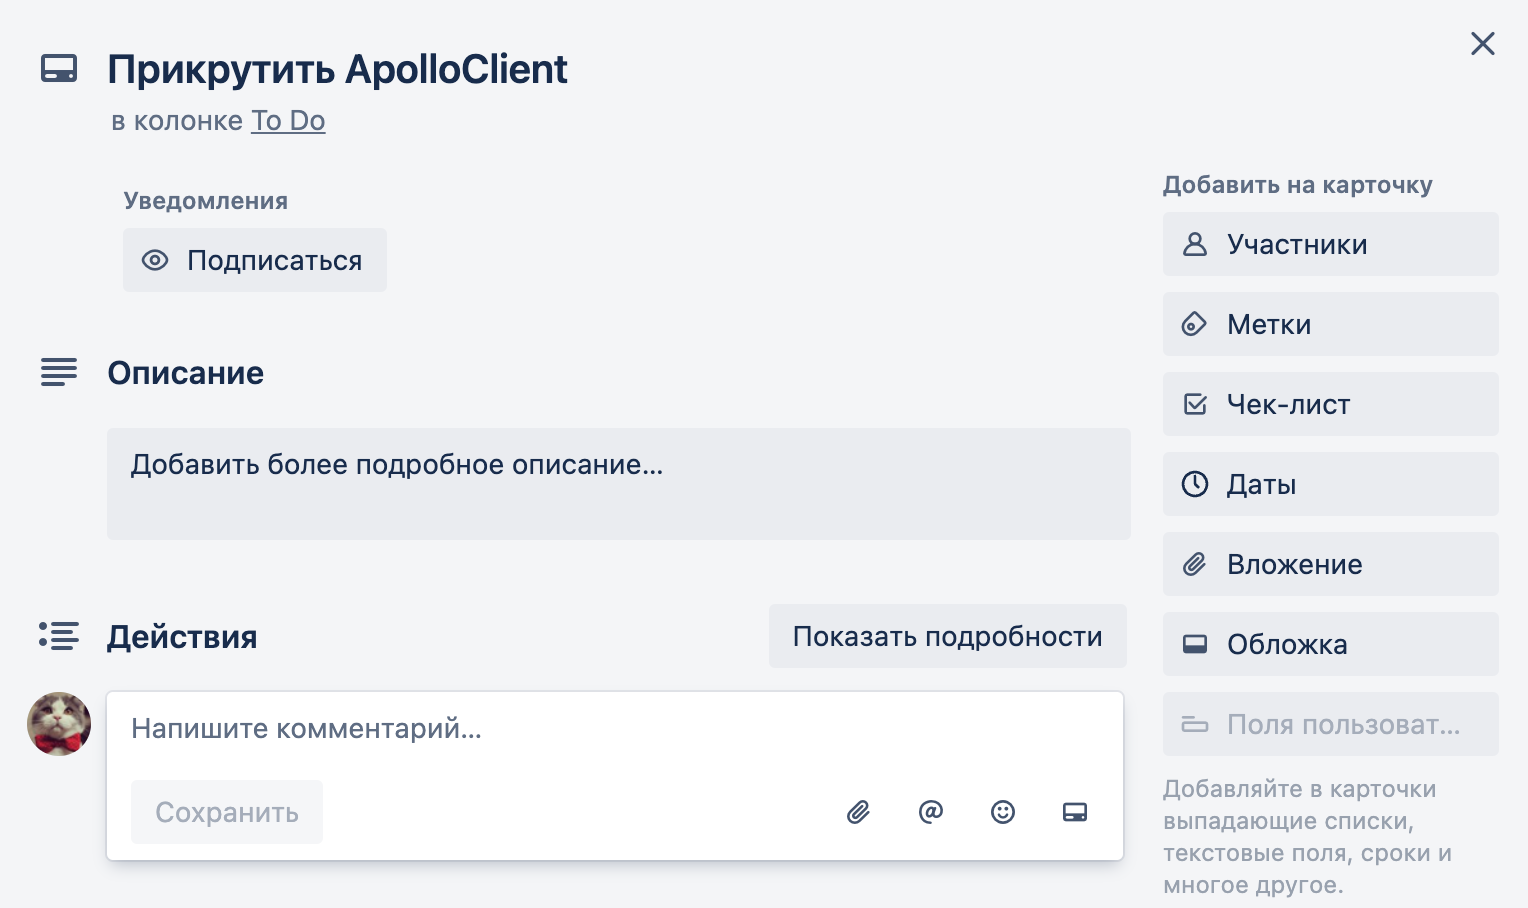 Прикрутить ApolloClient
в колонке To Do
Уведомления
Подписаться
Описание
Добавить более подробное описание...
Действия
Показать подробности
Напишите комментарий...
Сохранить
Добавить на карточку
Участники
Метки
Чек-лист
Даты
Вложение
Обложка
Поля пользоват...
Добавляйте в карточки
выпадающие списки,
текстовые поля, сроки и
многое другое.